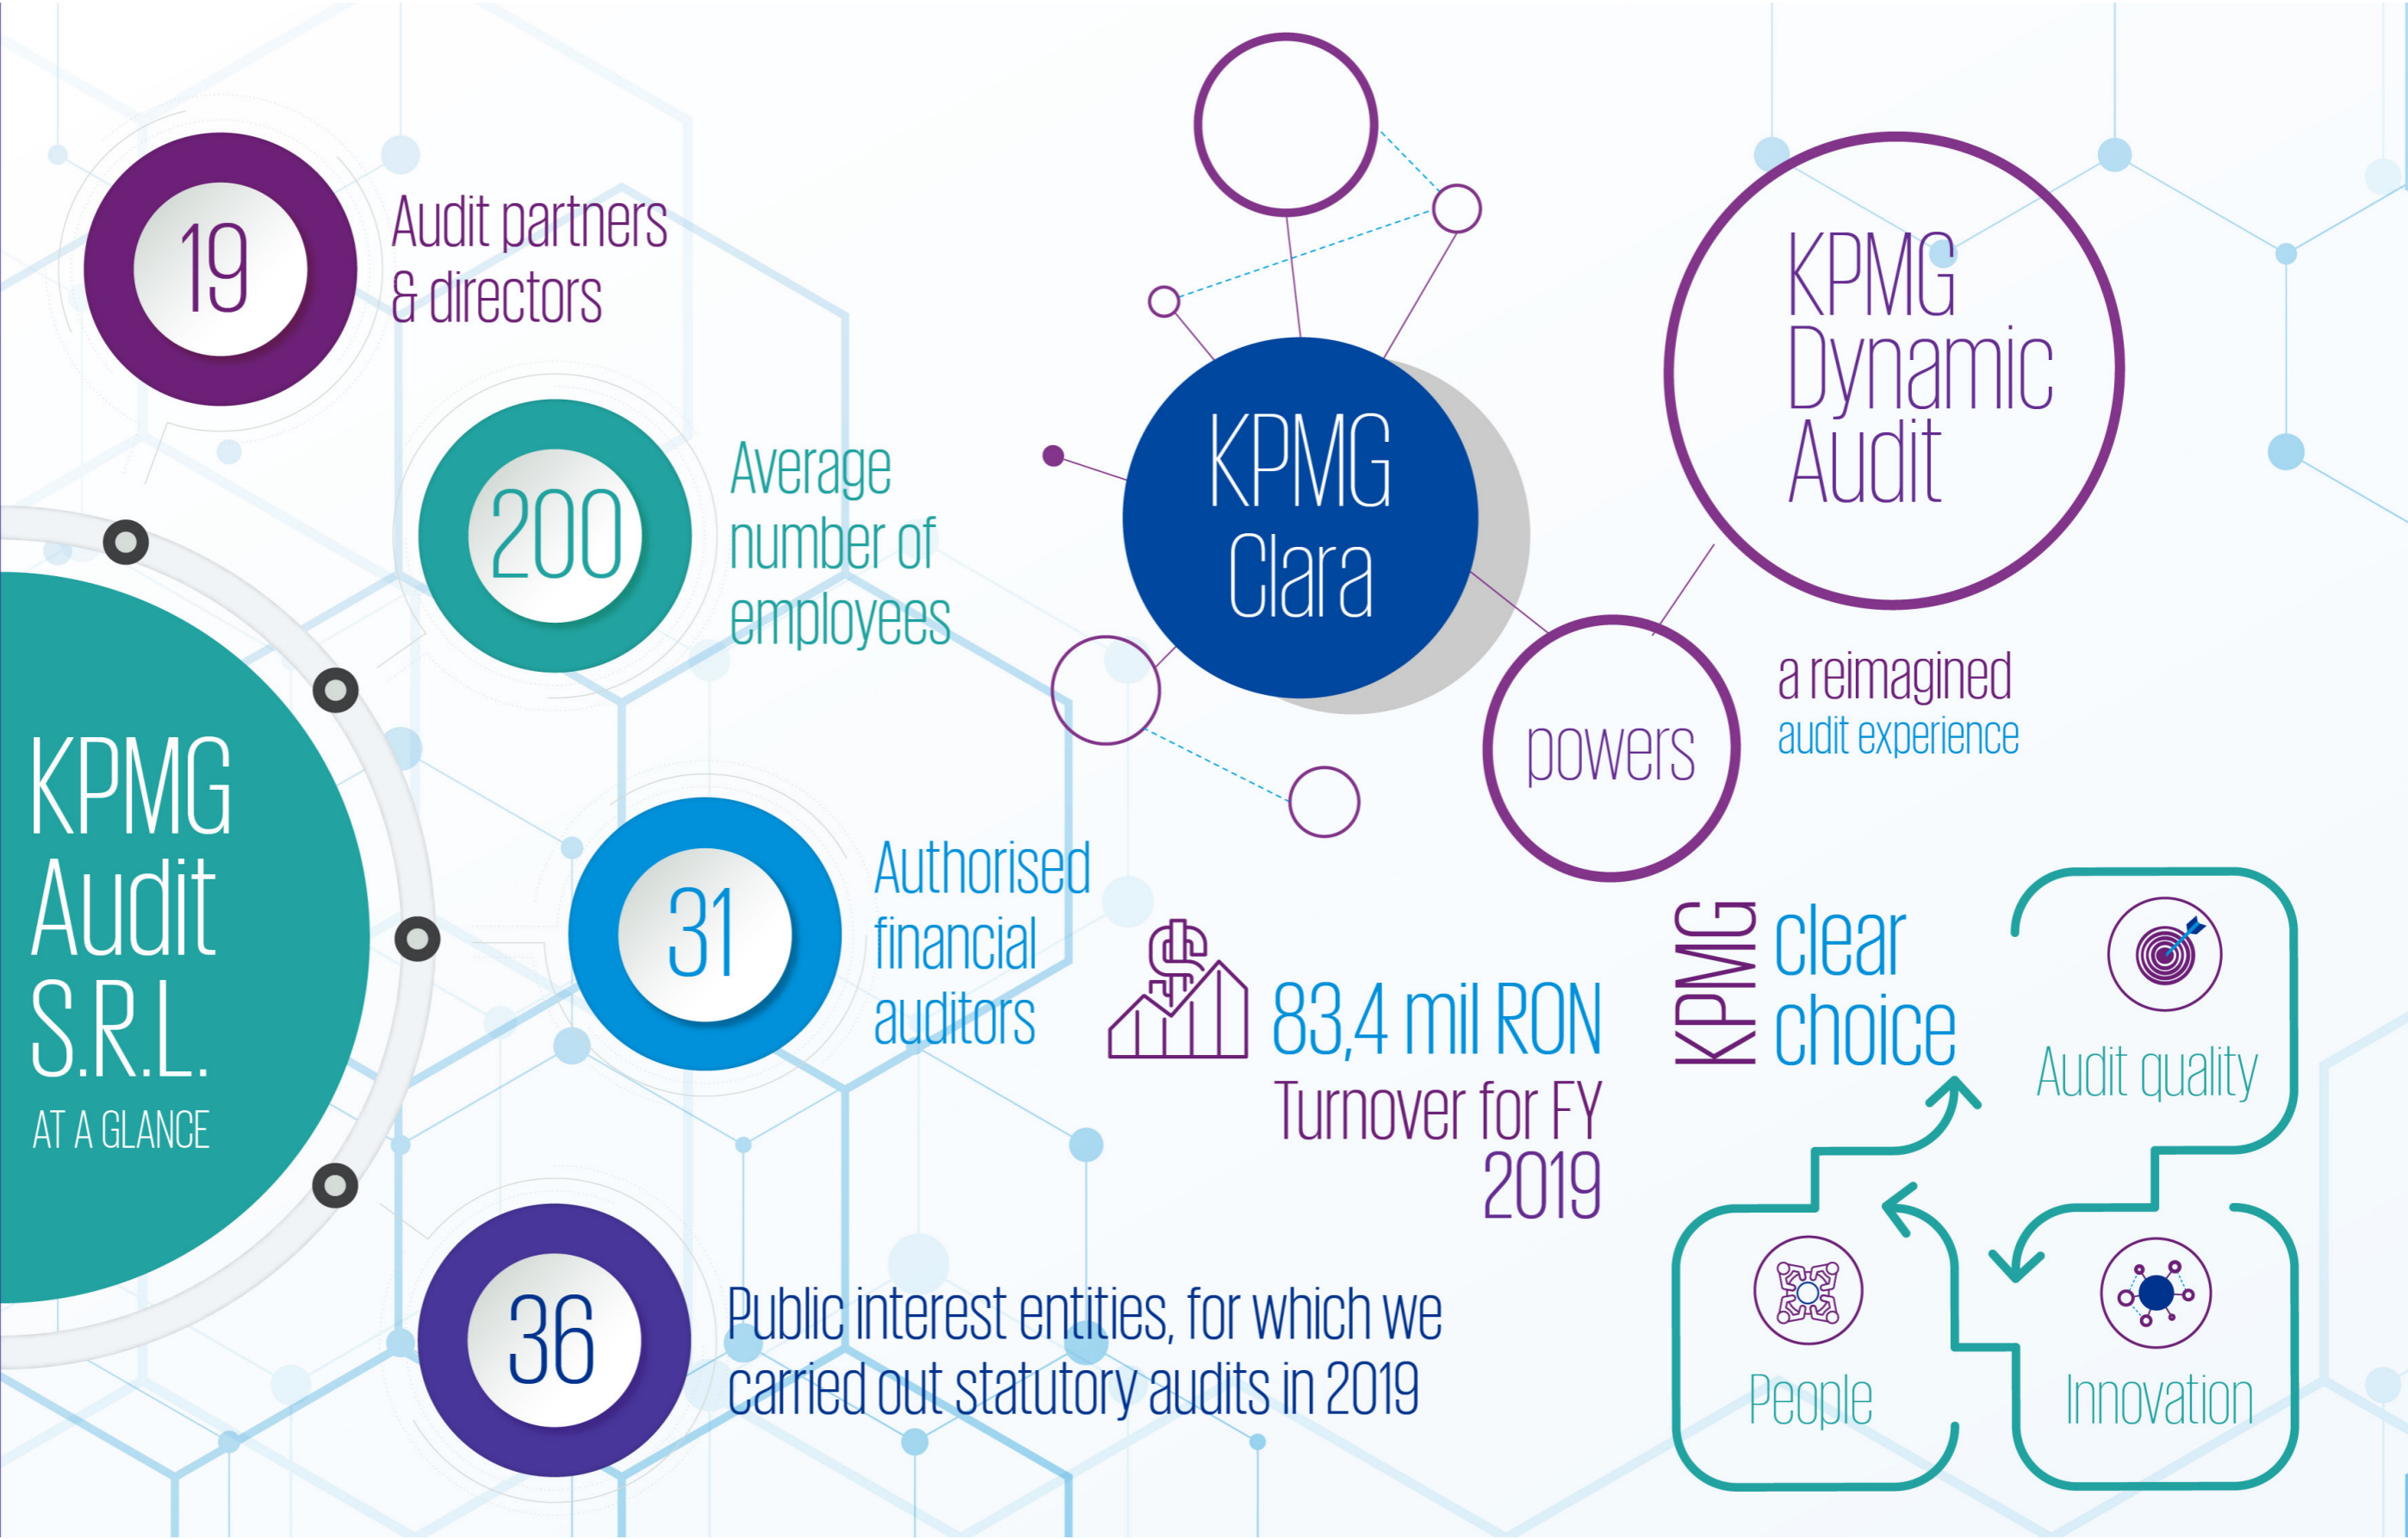 KPMG
Audit
S.R.L.
AT A GLANCE
19
Audit partners
& directors
200
Average
number of
employees
31
Authorised
financial
auditors
36
Public interest entities, for which we
carried out statutory audits in 2019
KPMG
Clara
powers
KPMG
Dynamic
Audit
a reimagined
audit experience
83,4 mil RON
Turnover for FY
2019
KPMG
clear
choice
Audit quality
Innovation
People